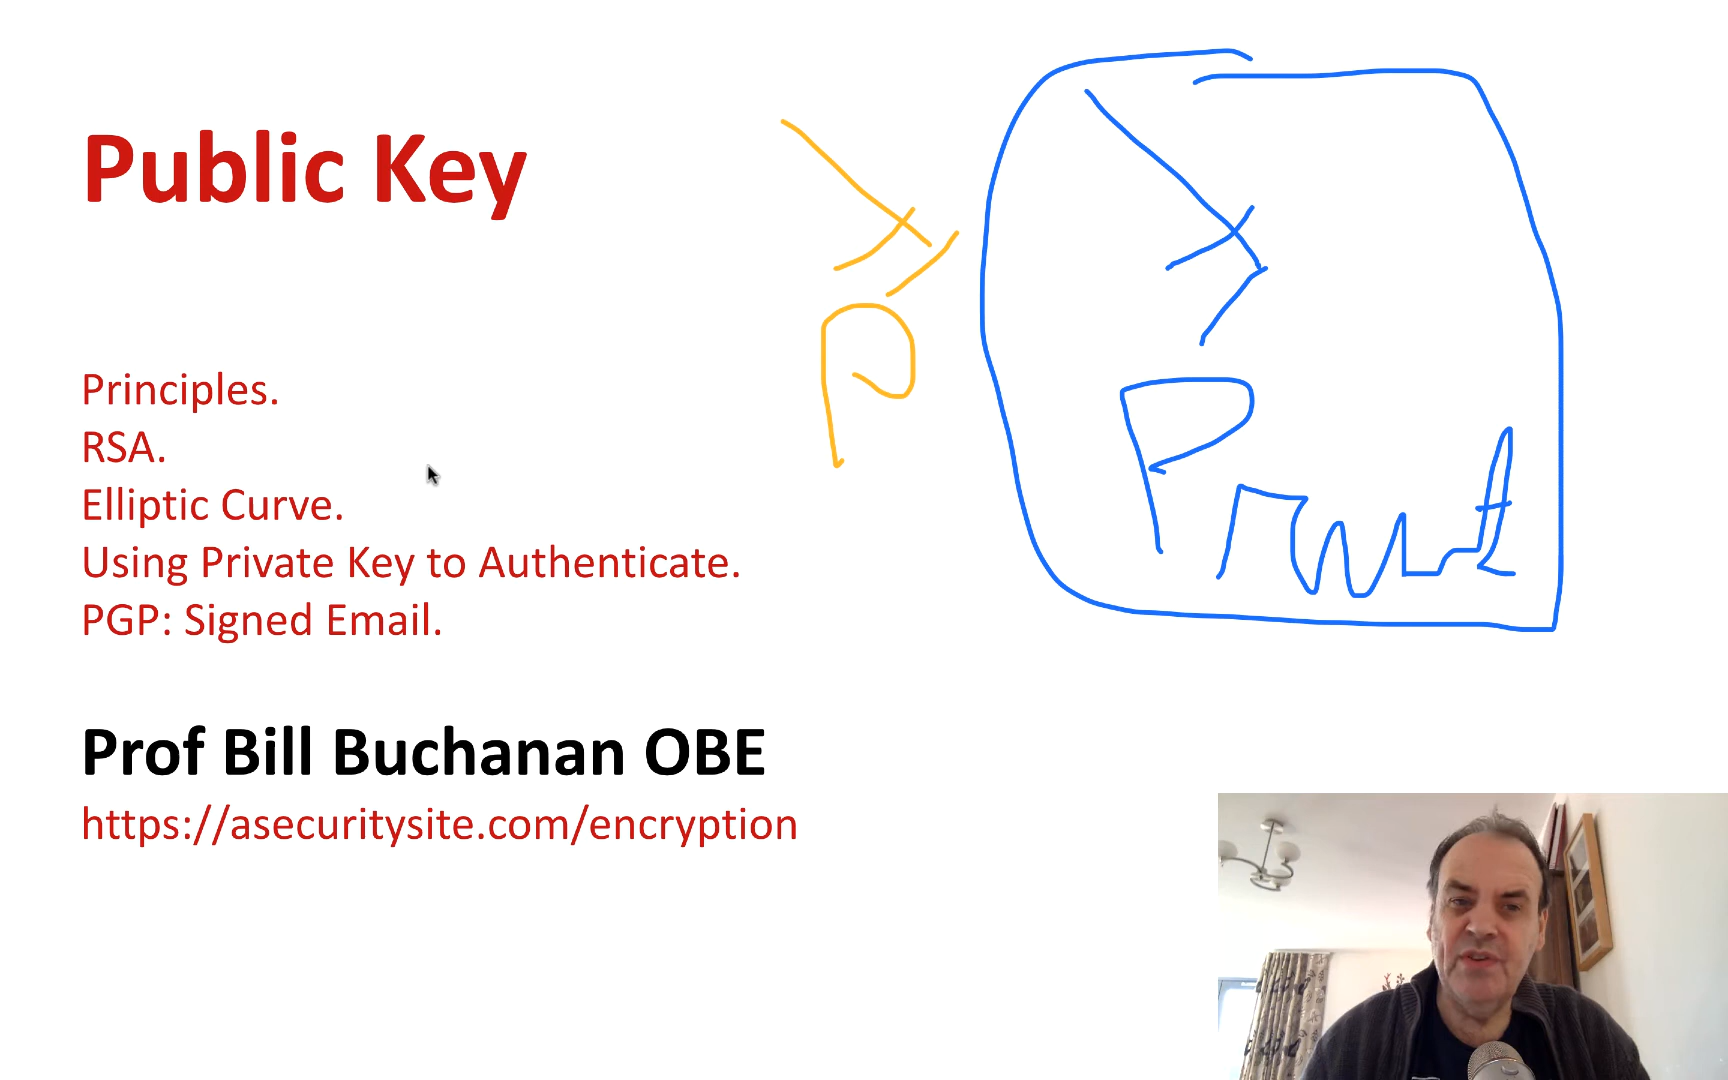 Public Key
Principles.
RSA.
Elliptic Curve.
Using Private Key to Authenticate.
PGP: Signed Email.
Prof Bill Buchanan OBE
https://asecuritysite.com/encryption
P